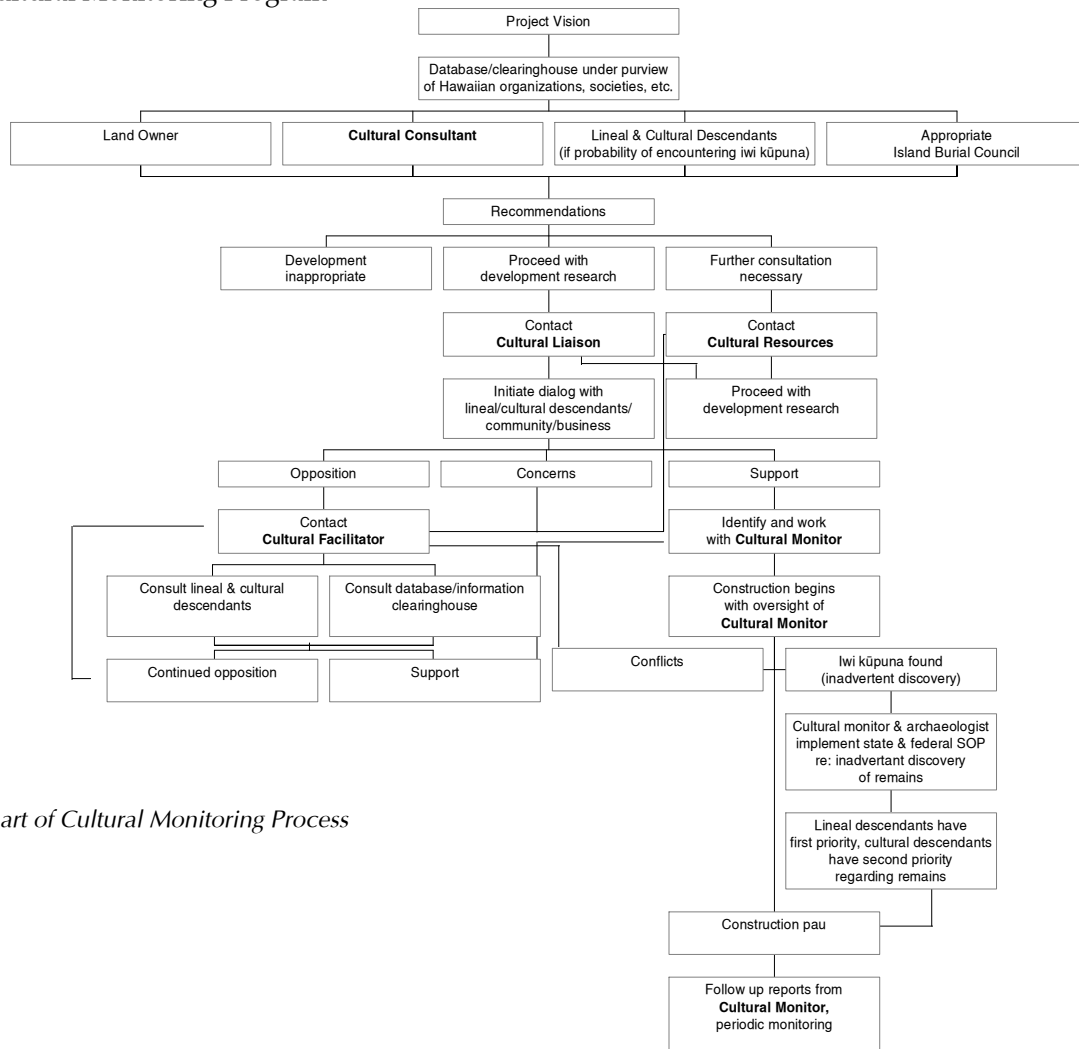 Project Vision
Database/clearinghouse under purview
of Hawaiian organizations, societies, etc.
Land Owner
Cultural Consultant
Lineal & Cultural Descendants
(if probability of encountering iwi kūpuna)
Appropriate
Island Burial Council
Recommendations
Development
inappropriate
Proceed with
development research
Further consultation
necessary
Contact
Cultural Liaison
Contact
Cultural Resources
Initiate dialog with
lineal/cultural descendants/
community/business
Proceed with
development research
Opposition
Concerns
Support
Contact
Cultural Facilitator
Identify and work
with Cultural Monitor
Consult lineal & cultural
descendants
Consult database/information
clearinghouse
Construction begins
with oversight of
Cultural Monitor
Continued opposition
Support
Conflicts
Iwi kūpuna found
(inadvertent discovery)
Cultural monitor & archaeologist
implement state & federal SOP
re: inadvertant discovery
of remains
art of Cultural Monitoring Process
Lineal descendants have
first priority, cultural descendants
have second priority
regarding remains
Construction pau
Follow up reports from
Cultural Monitor,
periodic monitoring